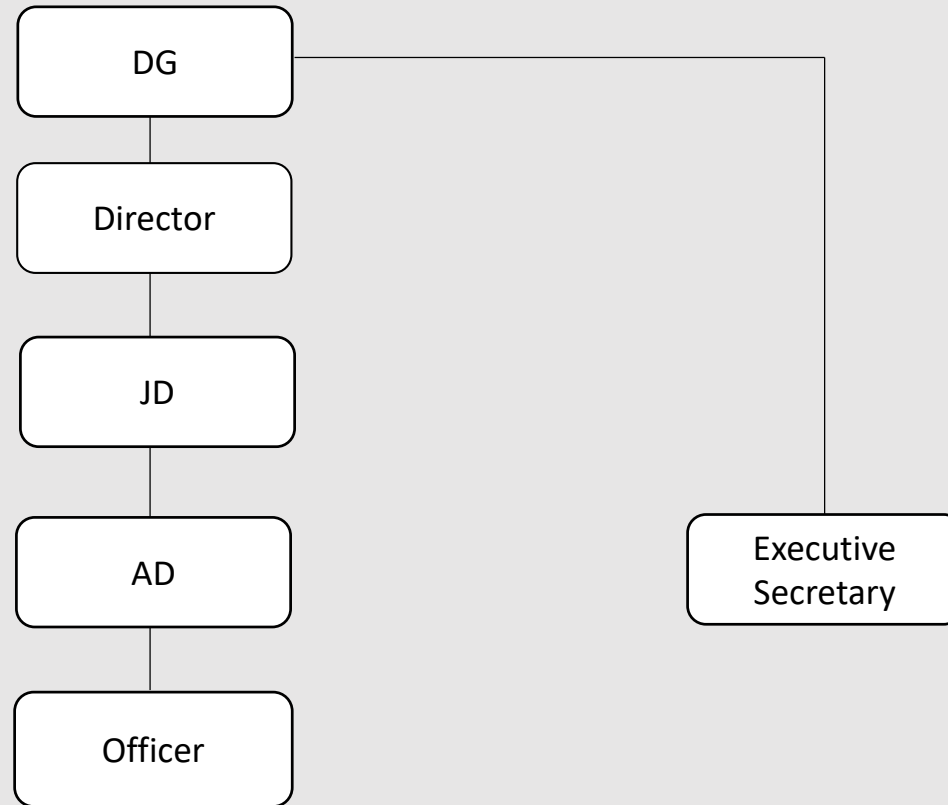 DG
Director
JD
AD
Executive
Secretary
Officer